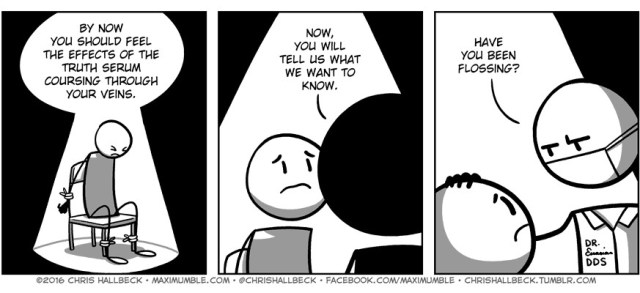 BY NOW
YOU SHOULD FEEL
THE EFFECTS OF THE
TRUTH SERUM
COURSING THROUGH
YOUR VEINS.
NOW,
YOU WILL
TELL US WHAT
WE WANT TO
KNOW.
HAVE
YOU BEEN
FLOSSING?
DR.
DDS
©2016 CHRIS HALLBECK • MAXIMUMBLE.COM • @CHRISHALLBECK • FACEBOOK.COM/MAXIMUMBLE • CHRISHALLBECK.TUMBLR.COM